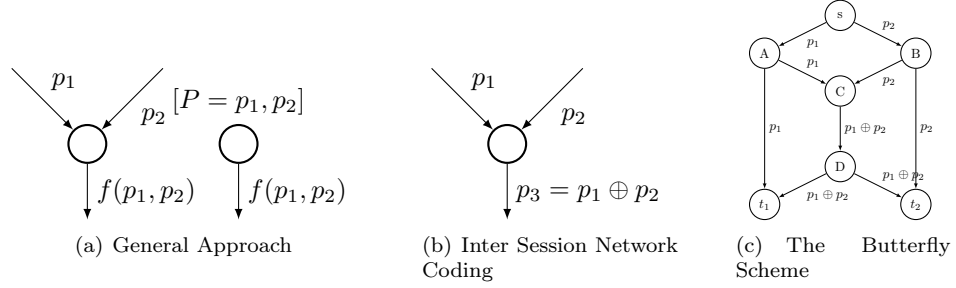 p₁
p₂
[P = p₁, p₂]
f(p₁, p₂)
f(p₁, p₂)
(a) General Approach
p₁
p₂
p₃ = p₁ ⊕ p₂
(b) Inter Session Network
Coding
s
p₁
p₂
A
B
p₁
p₂
C
p₁
p₁ ⊕ p₂
p₂
D
p₁ ⊕ p₂
p₁ ⊕ p₂
t₁
t₂
(c) The Butterfly
Scheme